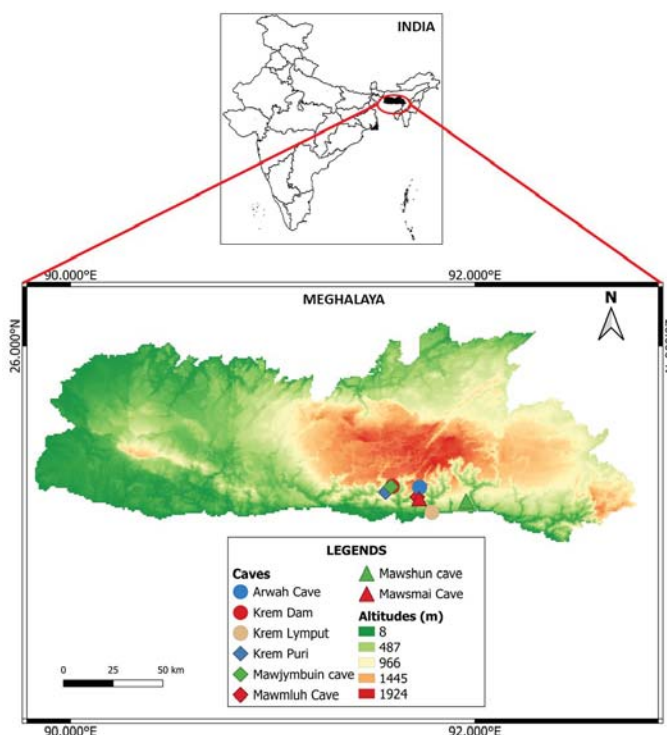 INDIA
90.000°E 92.000°E
MEGHALAYA
N
26.000°N
LEGENDS
Caves
Arwah Cave
Krem Dam
Krem Lymput
Krem Puri
Mawjymbuin cave
Mawmluh Cave
Mawshun cave
Mawsmai Cave
Altitudes (m)
8
487
966
1445
1924
0 25 50 km
90.000°E 92.000°E